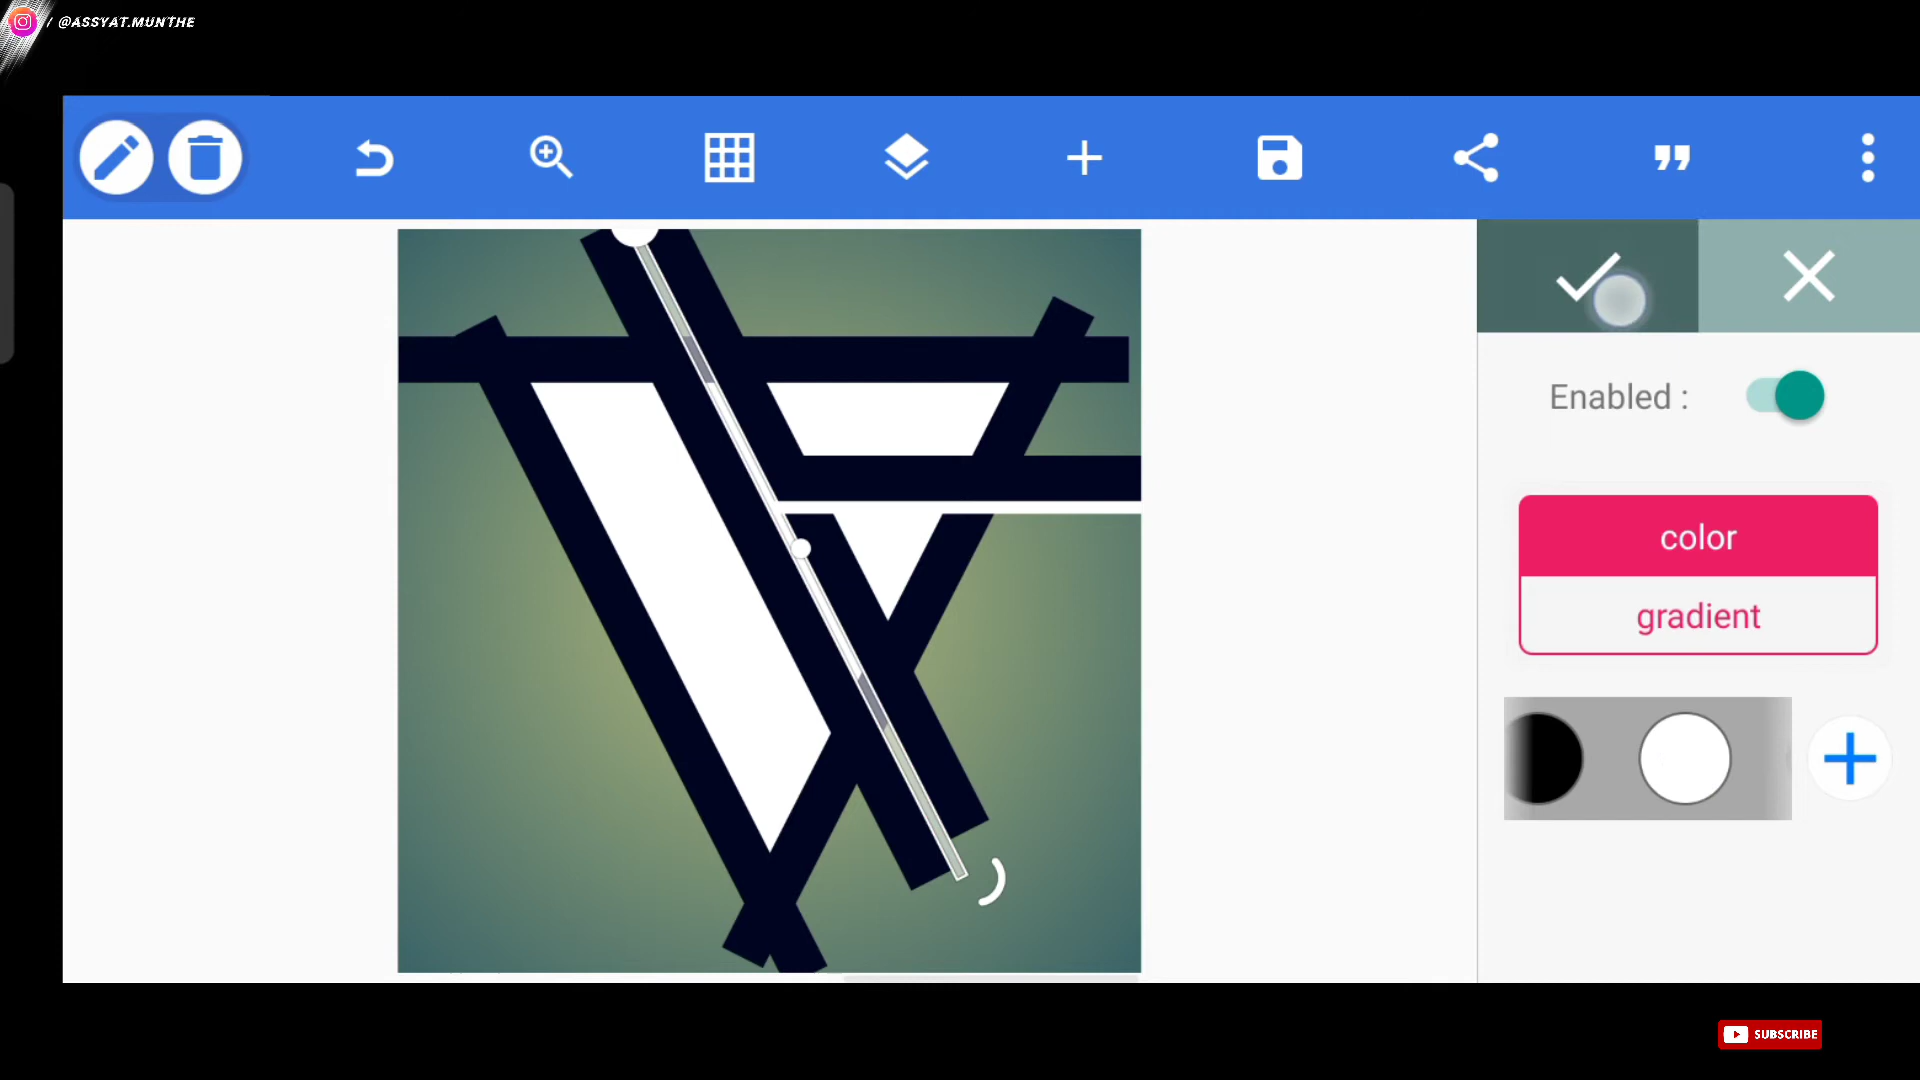 / @ASSYAT.MUNTHE
Enabled :
color
gradient
SUBSCRIBE